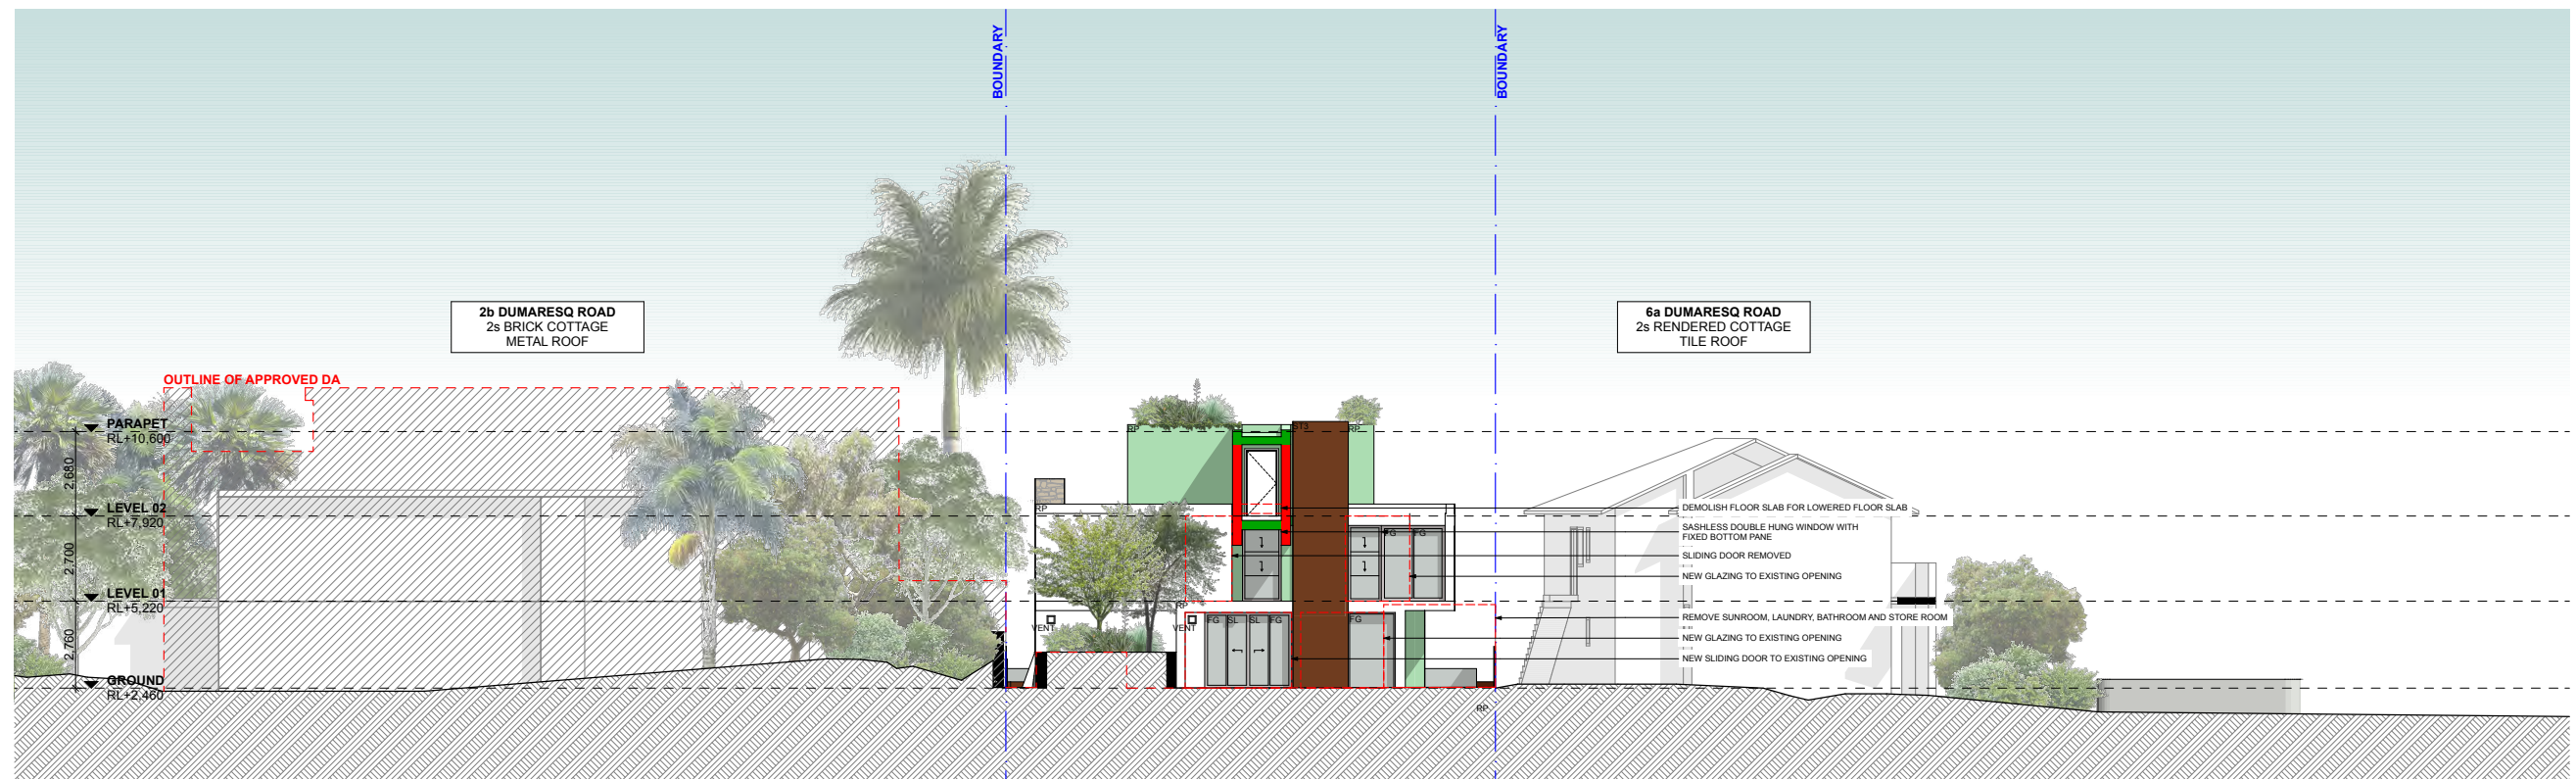 BOUNDARY
BOUNDARY
2b DUMARESQ ROAD
2s BRICK COTTAGE
METAL ROOF
6a DUMARESQ ROAD
2s RENDERED COTTAGE
TILE ROOF
OUTLINE OF APPROVED DA
PARAPET
RL+10,600
2,680
LEVEL 02
RL+7,920
2,700
LEVEL 01
RL+5,220
2,760
GROUND
RL+2,460
RP
ST3
RP
RP
FG
FG
RP
VENT
VENT
FG
SL
SL
FG
FG
RP
DEMOLISH FLOOR SLAB FOR LOWERED FLOOR SLAB
SASHLESS DOUBLE HUNG WINDOW WITH
FIXED BOTTOM PANE
SLIDING DOOR REMOVED
NEW GLAZING TO EXISTING OPENING
REMOVE SUNROOM, LAUNDRY, BATHROOM AND STORE ROOM
NEW GLAZING TO EXISTING OPENING
NEW SLIDING DOOR TO EXISTING OPENING